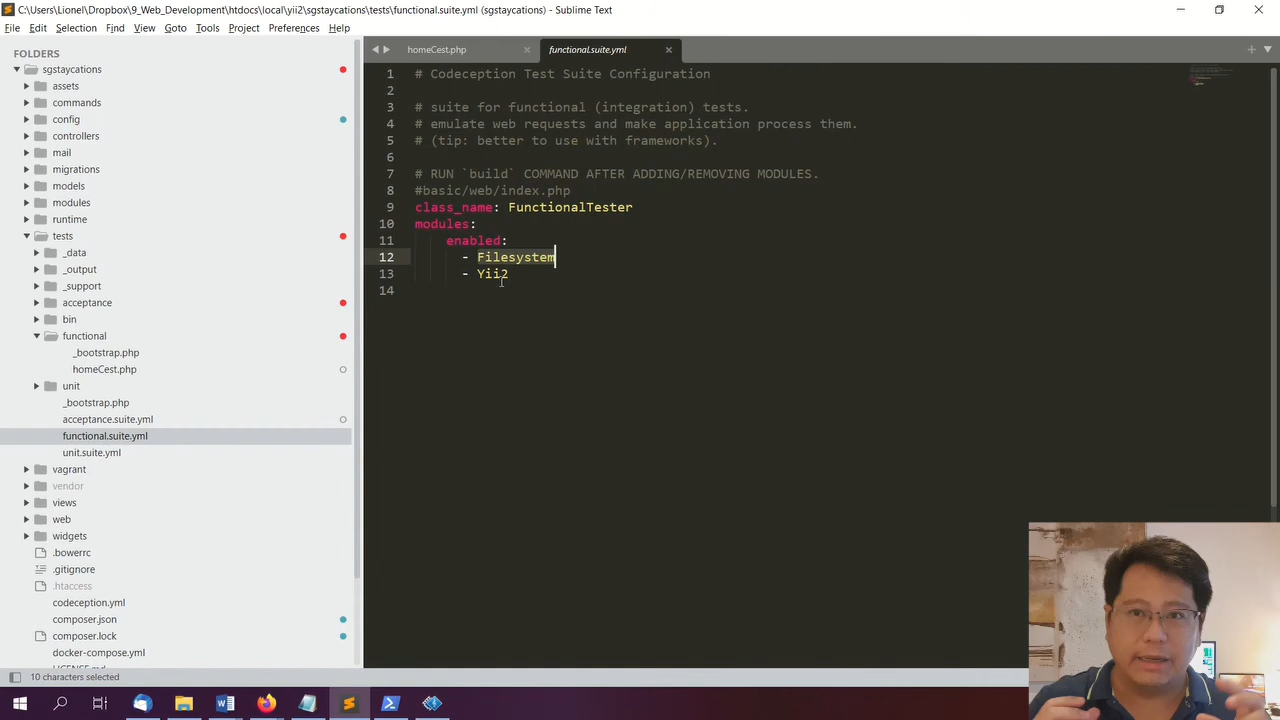 C:\Users\Lionel\Dropbox\9_Web_Development\htdocs\local\yii2\sgstaycations\tests\functional.suite.yml (sgstaycations) - Sublime Text
File Edit Selection Find View Goto Tools Project Preferences Help
FOLDERS
sgstaycations
assets
commands
config
controllers
mail
migrations
models
modules
runtime
tests
_data
_output
_support
acceptance
bin
functional
_bootstrap.php
homeCest.php
unit
_bootstrap.php
acceptance.suite.yml
functional.suite.yml
unit.suite.yml
vagrant
vendor
views
web
widgets
.bowerrc
.gitignore
.htaccess
codeception.yml
composer.json
composer.lock
docker-compose.yml
LICENSE.md
homeCest.php functional.suite.yml
1 # Codeception Test Suite Configuration
2
3 # suite for functional (integration) tests.
4 # emulate web requests and make application process them.
5 # (tip: better to use with frameworks).
6
7 # RUN `build` COMMAND AFTER ADDING/REMOVING MODULES.
8 #basic/web/index.php
9 class_name: FunctionalTester
10 modules:
11 enabled:
12 - Filesystem
13 - Yii2
14
10 characters selected